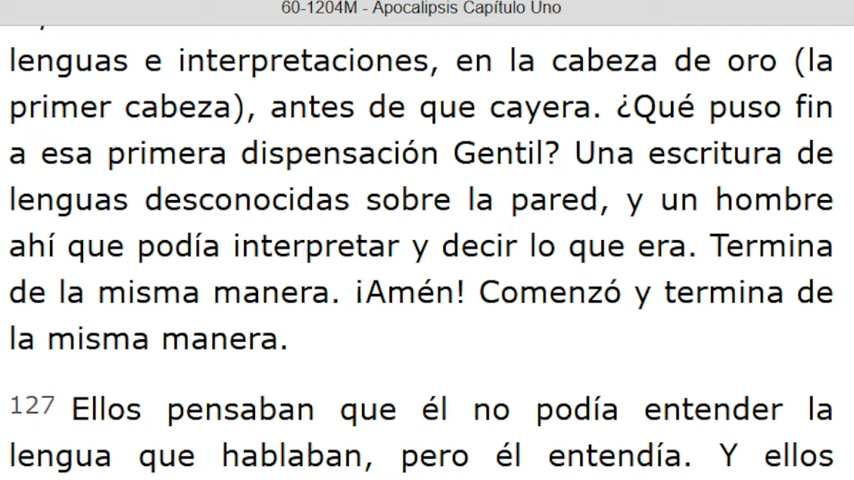 60-1204M - Apocalipsis Capítulo Uno
lenguas e interpretaciones, en la cabeza de oro (la
primer cabeza), antes de que cayera. ¿Qué puso fin
a esa primera dispensación Gentil? Una escritura de
lenguas desconocidas sobre la pared, y un hombre
ahí que podía interpretar y decir lo que era. Termina
de la misma manera. ¡Amén! Comenzó y termina de
la misma manera.
127 Ellos pensaban que él no podía entender la
lengua que hablaban, pero él entendía. Y ellos